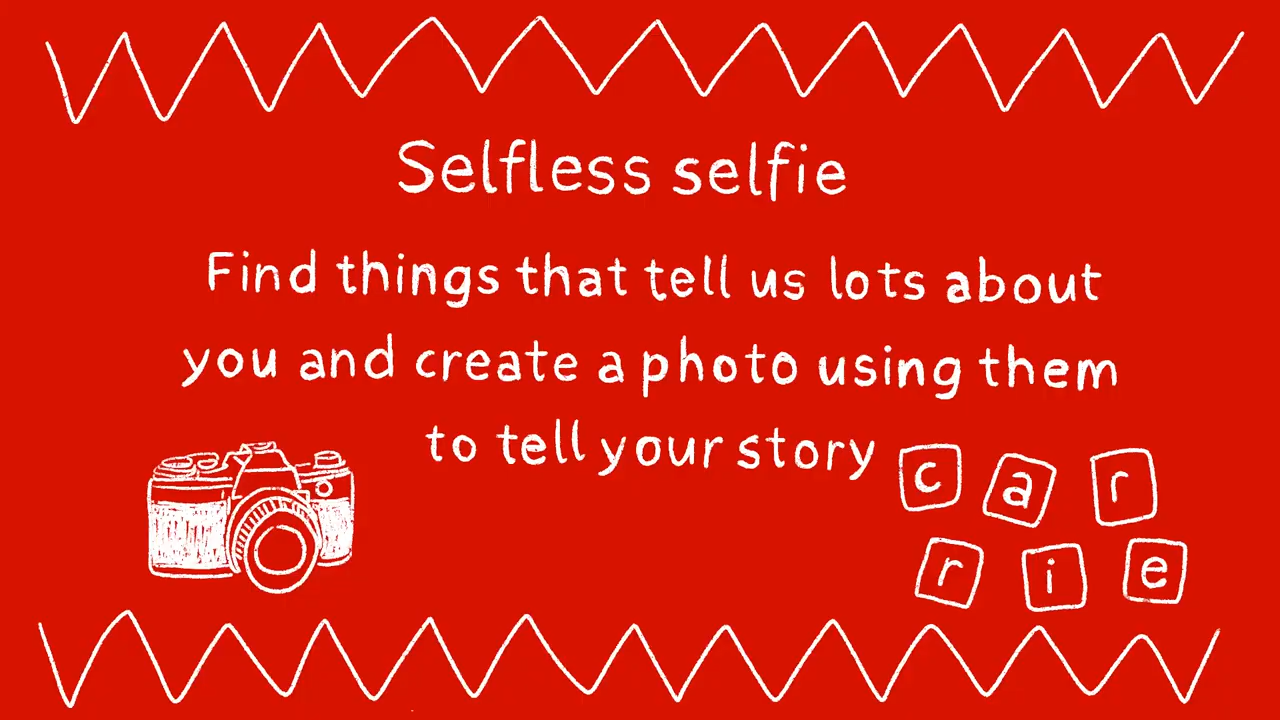 Selfless selfie
Find things that tell us lots about
you and create a photo using them
to tell your story
c a r
r i e